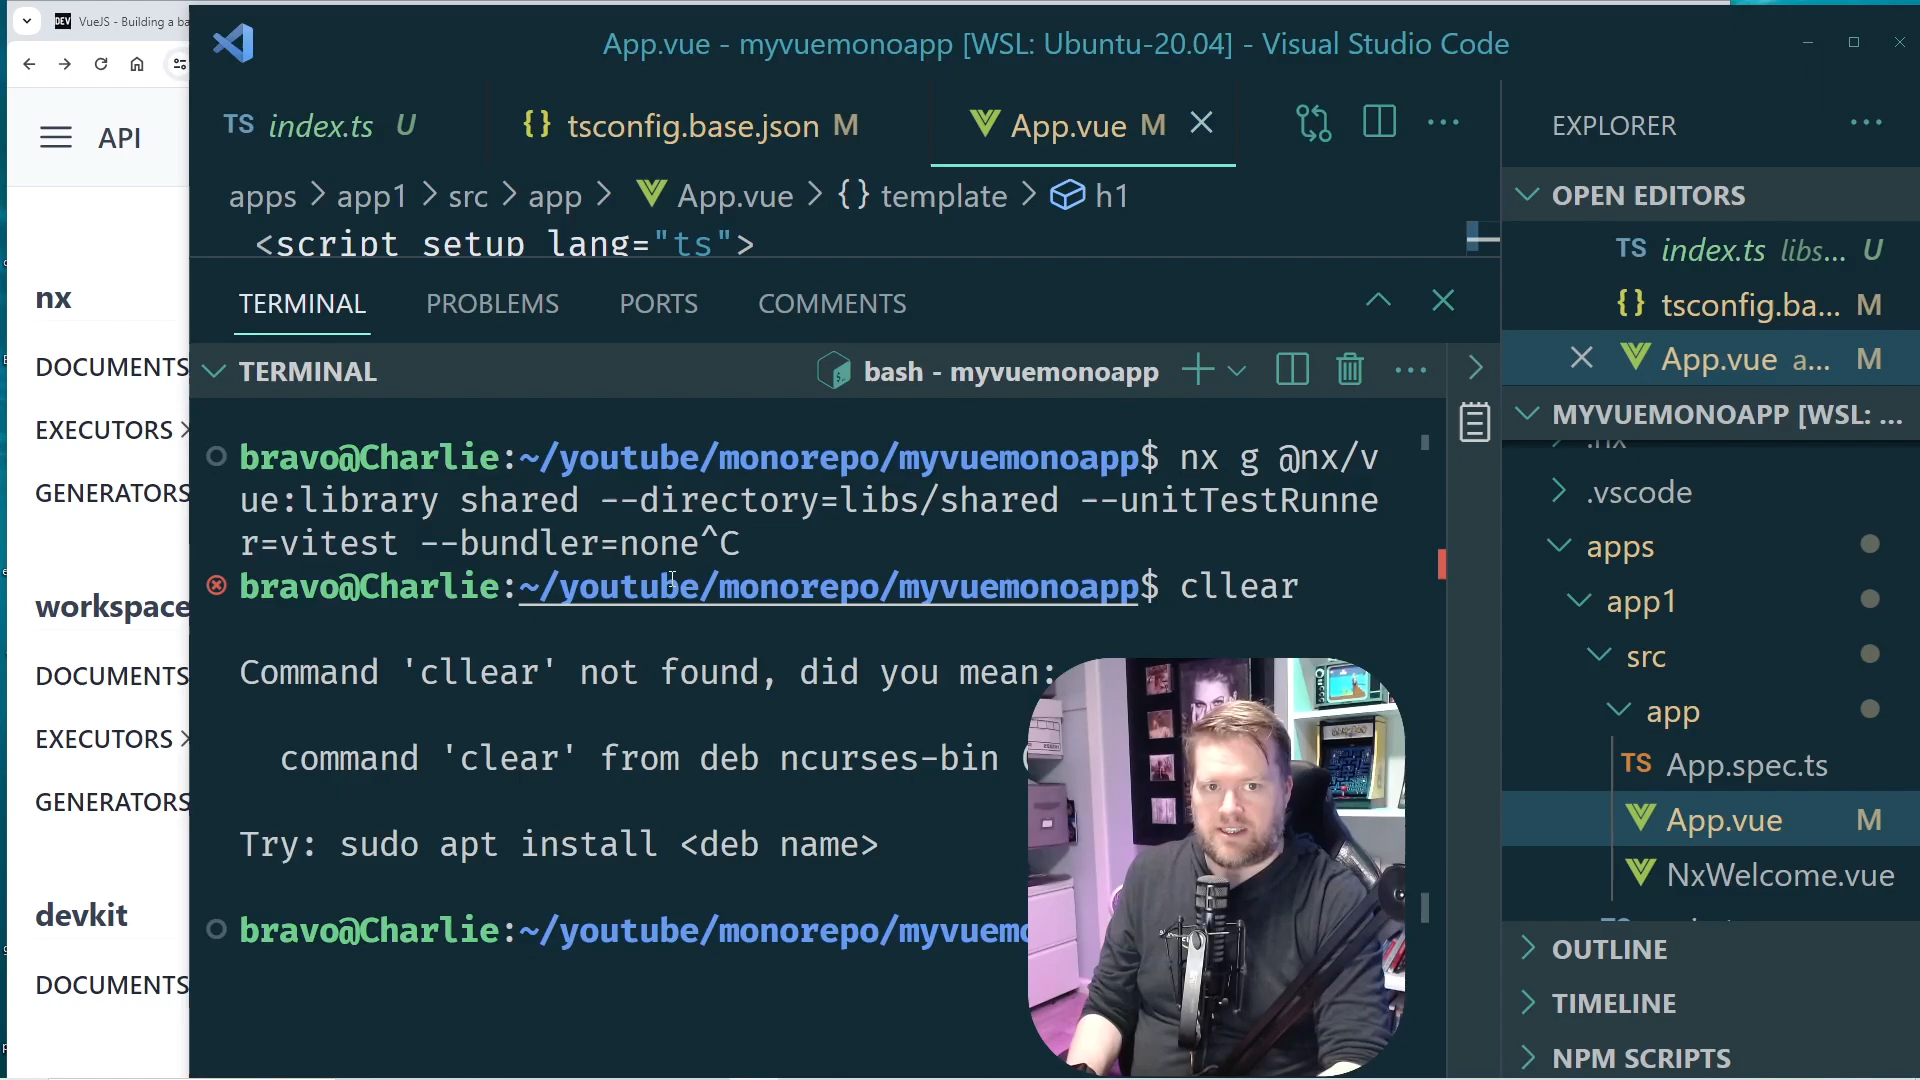 VueJS - Building a ba
App.vue - myvuemonoapp [WSL: Ubuntu-20.04] - Visual Studio Code
API
nx
DOCUMENTS
EXECUTORS
GENERATORS
workspace
DOCUMENTS
EXECUTORS
GENERATORS
devkit
DOCUMENTS
TS index.ts U
{} tsconfig.base.json M
App.vue M
apps > app1 > src > app > App.vue > {} template > h1
<script setup lang="ts">
TERMINAL PROBLEMS PORTS COMMENTS
TERMINAL
bash - myvuemonoapp
bravo@Charlie:~/youtube/monorepo/myvuemonoapp$ nx g @nx/v
ue:library shared --directory=libs/shared --unitTestRunne
r=vitest --bundler=none^C
bravo@Charlie:~/youtube/monorepo/myvuemonoapp$ cllear
Command 'cllear' not found, did you mean:
command 'clear' from deb ncurses-bin (
Try: sudo apt install <deb name>
bravo@Charlie:~/youtube/monorepo/myvuemo
EXPLORER
OPEN EDITORS
TS index.ts libs... U
{} tsconfig.ba... M
App.vue a... M
MYVUEMONOAPP [WSL: ...
.nx
.vscode
apps
app1
src
app
TS App.spec.ts
App.vue M
NxWelcome.vue
OUTLINE
TIMELINE
NPM SCRIPTS